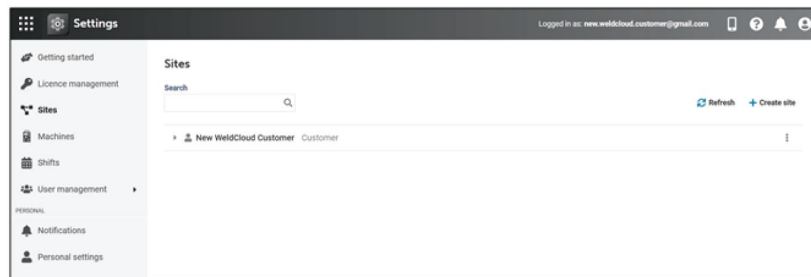 Settings
Logged in as: new.weldcloud.customer@gmail.com
Getting started
Licence management
Sites
Machines
Shifts
User management
PERSONAL
Notifications
Personal settings
Sites
Search
Refresh
Create site
New WeldCloud Customer Customer